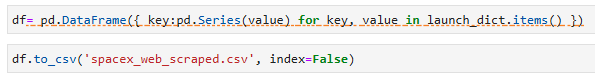 df= pd.DataFrame({ key:pd.Series(value) for key, value in launch_dict.items() })
df.to_csv('spacex_web_scraped.csv', index=False)